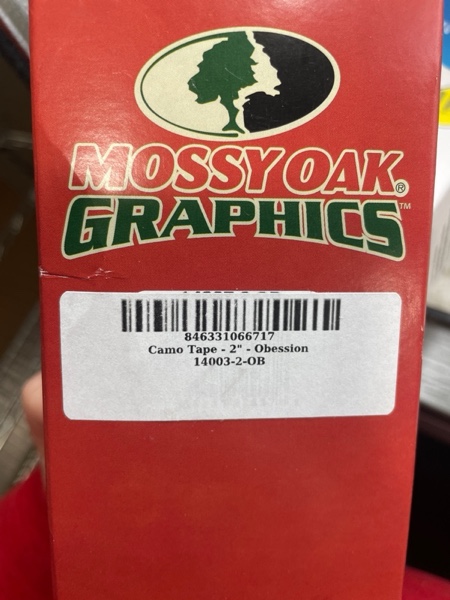 MOSSY OAK®
GRAPHICS™
846331066717
Camo Tape - 2" - Obession
14003-2-OB